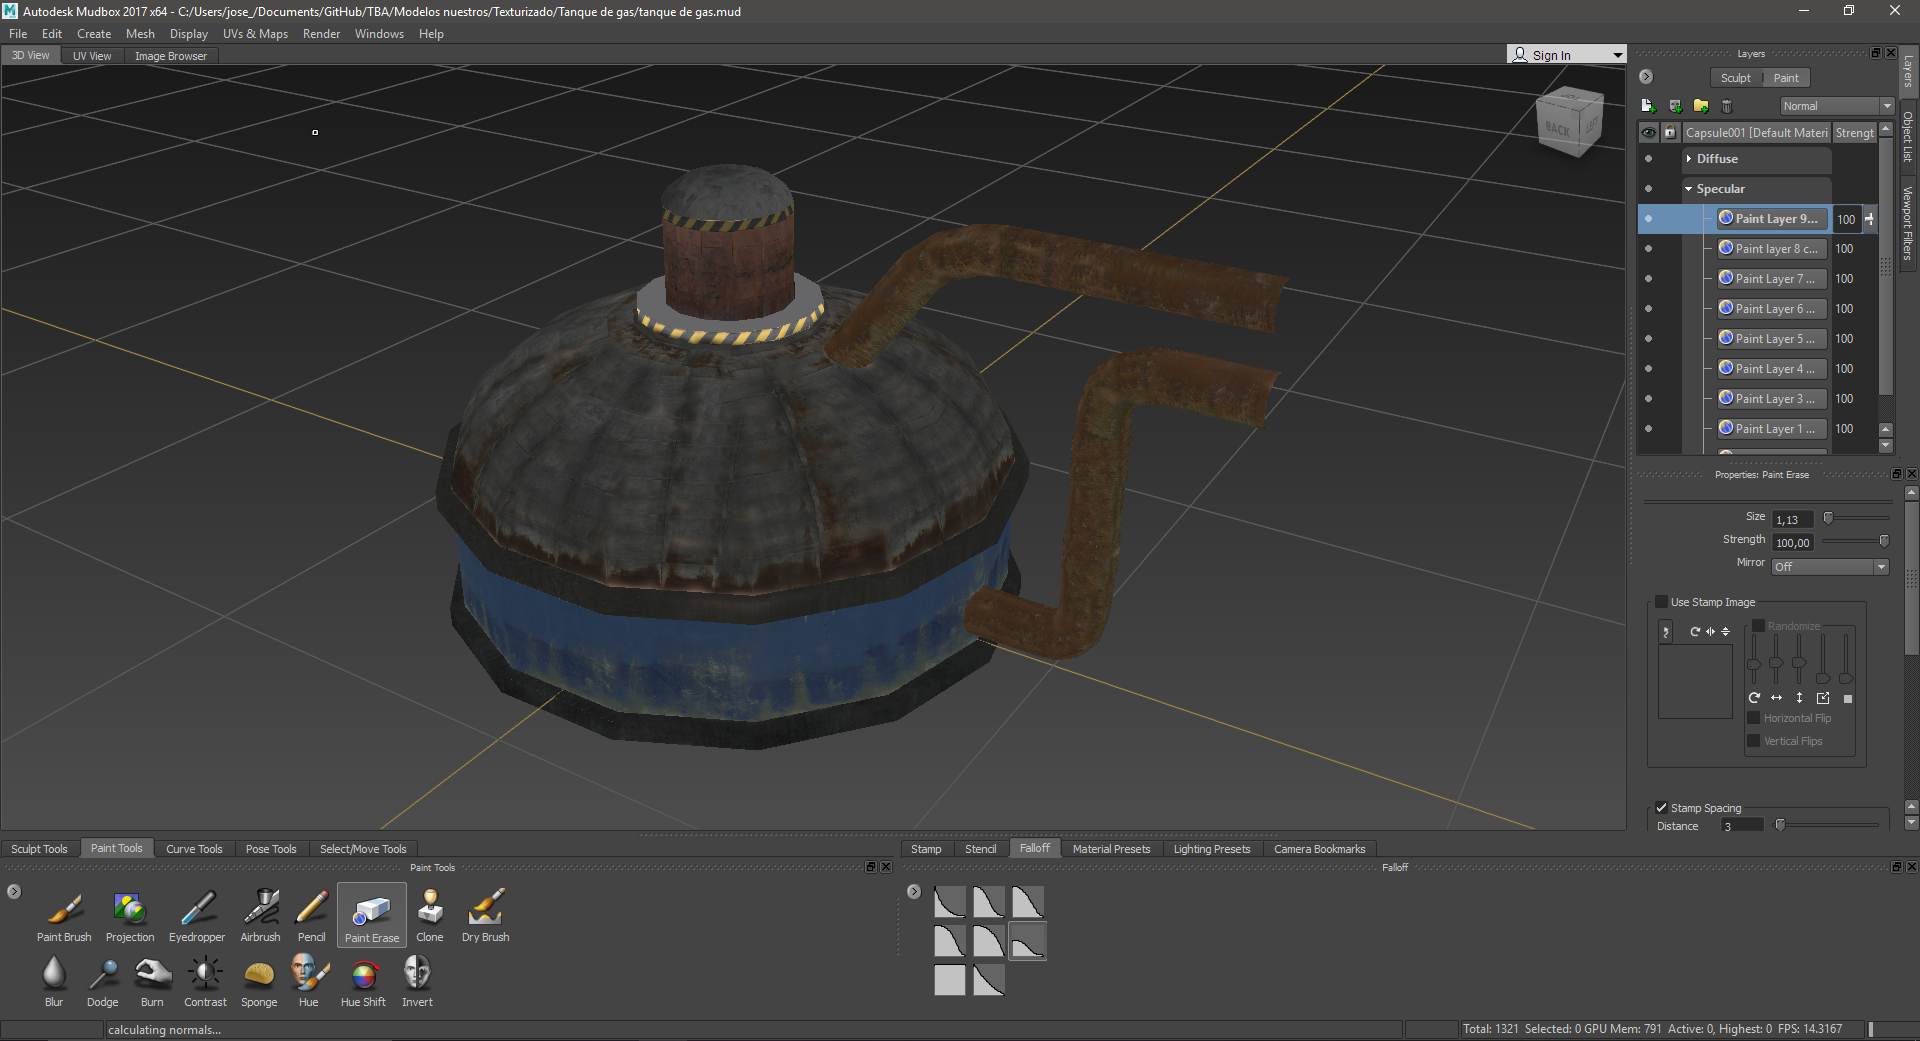 Autodesk Mudbox 2017 x64 - C:/Users/jose_/Documents/GitHub/TBA/Modelos nuestros/Texturizado/Tanque de gas/tanque de gas.mud
File Edit Create Mesh Display UVs & Maps Render Windows Help
3D View UV View Image Browser
Sign In
BACK
LEFT
Layers
Sculpt Paint
Normal
Capsule001 [Default Materi Strengt
Diffuse
Specular
Paint Layer 9... 100
Paint layer 8 c... 100
Paint Layer 7 ... 100
Paint Layer 6 ... 100
Paint Layer 5 ... 100
Paint Layer 4 ... 100
Paint Layer 3 ... 100
Paint Layer 1 ... 100
Layers
Object List
Viewport Filters
Properties: Paint Erase
Size 1,13
Strength 100,00
Mirror Off
Use Stamp Image
Randomize
Horizontal Flip
Vertical Flips
Stamp Spacing
Distance 3
Sculpt Tools Paint Tools Curve Tools Pose Tools Select/Move Tools
Paint Tools
Paint Brush Projection Eyedropper Airbrush Pencil Paint Erase Clone Dry Brush
Blur Dodge Burn Contrast Sponge Hue Hue Shift Invert
Stamp Stencil Falloff Material Presets Lighting Presets Camera Bookmarks
Falloff
calculating normals...
Total: 1321 Selected: 0 GPU Mem: 791 Active: 0, Highest: 0 FPS: 14.3167